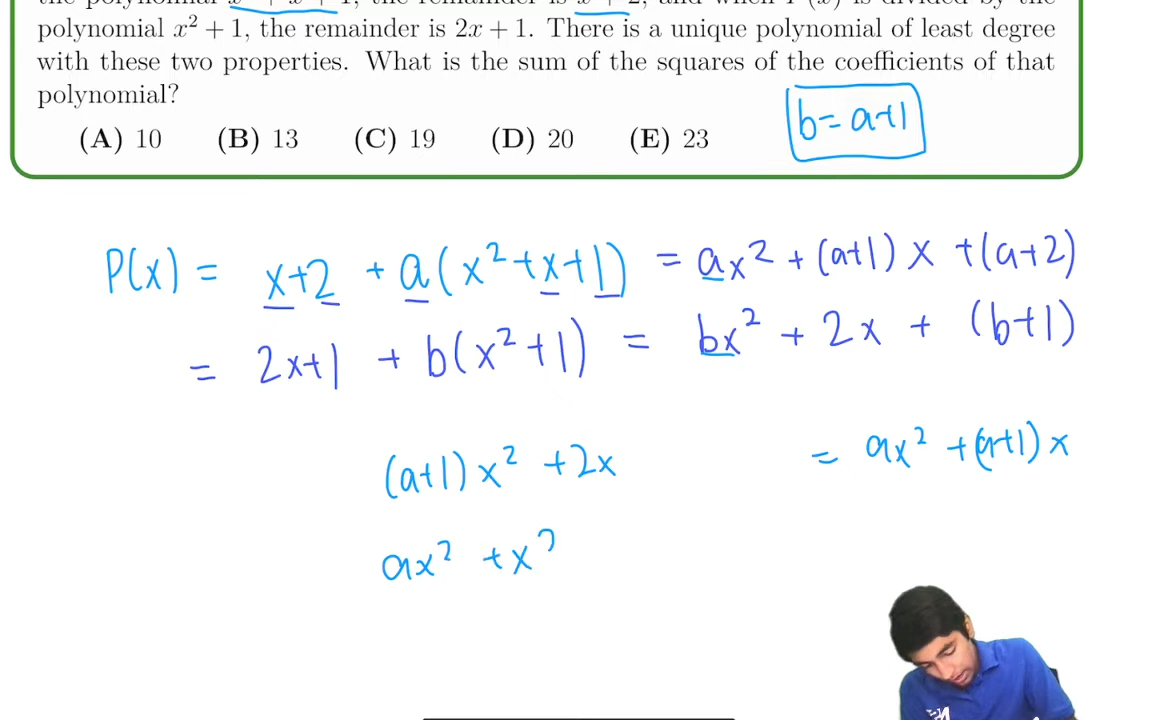 polynomial x² + 1, the remainder is 2x + 1. There is a unique polynomial of least degree
with these two properties. What is the sum of the squares of the coefficients of that
polynomial?
b=a+1
(A) 10 (B) 13 (C) 19 (D) 20 (E) 23
P(x) = x+2 + a(x²+x+1) = ax² + (a+1)x + (a+2)
= 2x+1 + b(x²+1) = bx² + 2x + (b+1)
(a+1)x² +2x = ax² +(a+1)x
ax² +x²